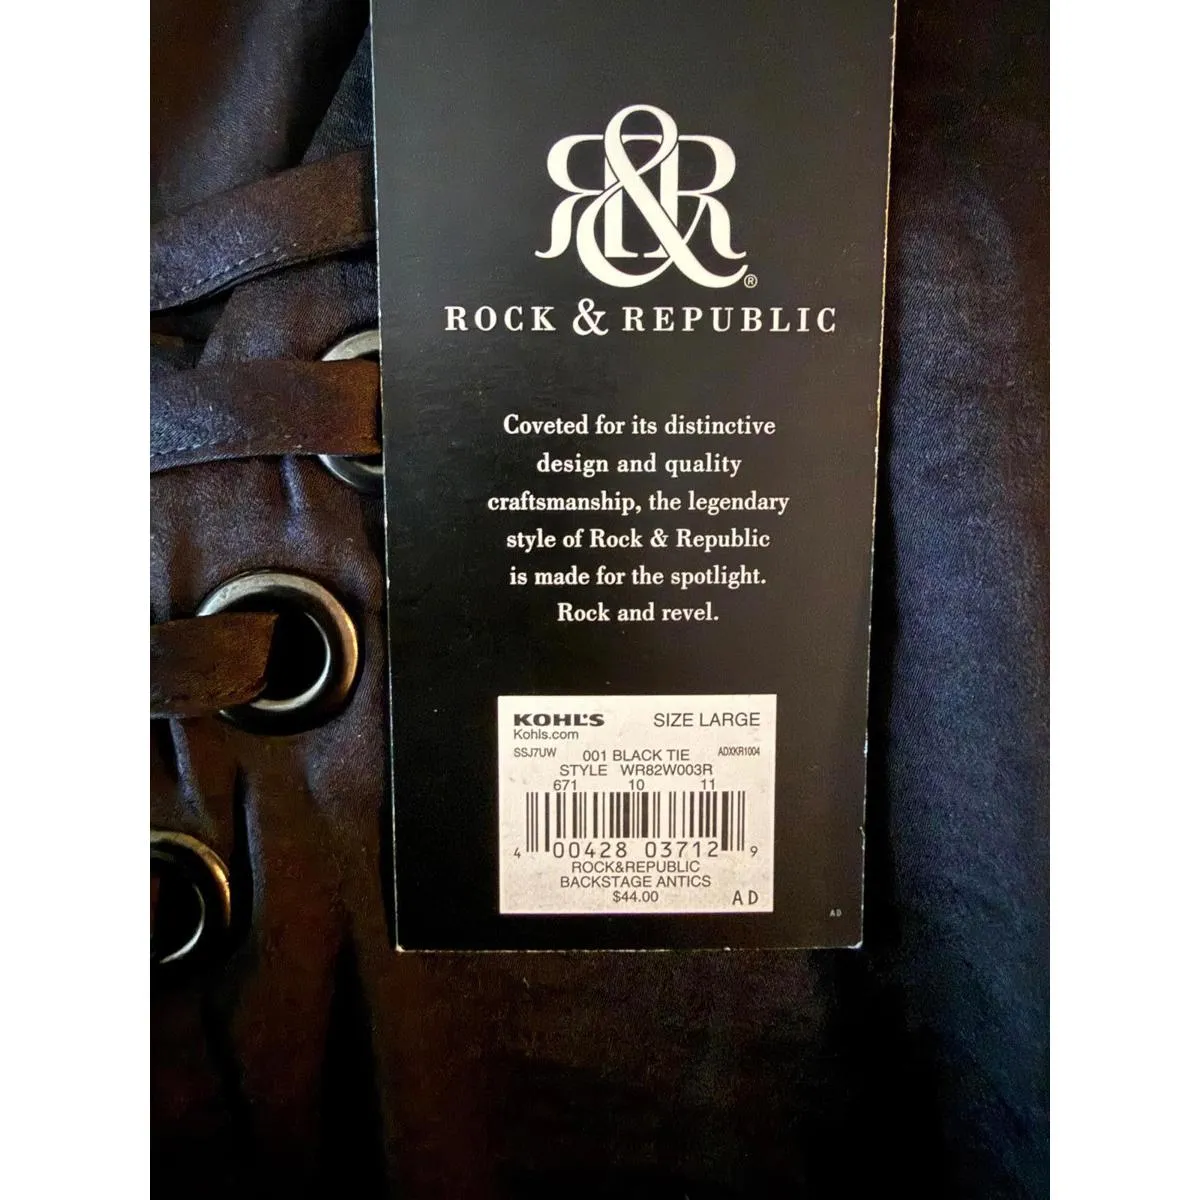 R&R®
ROCK & REPUBLIC
Coveted for its distinctive
design and quality
craftsmanship, the legendary
style of Rock & Republic
is made for the spotlight.
Rock and revel.
KOHL'S SIZE LARGE
Kohls.com
SSJ7UW 001 BLACK TIE ADXKR1004
STYLE WR82W003R
671 10 11
4 00428 03712 9
ROCK&REPUBLIC
BACKSTAGE ANTICS
$44.00 AD
AD